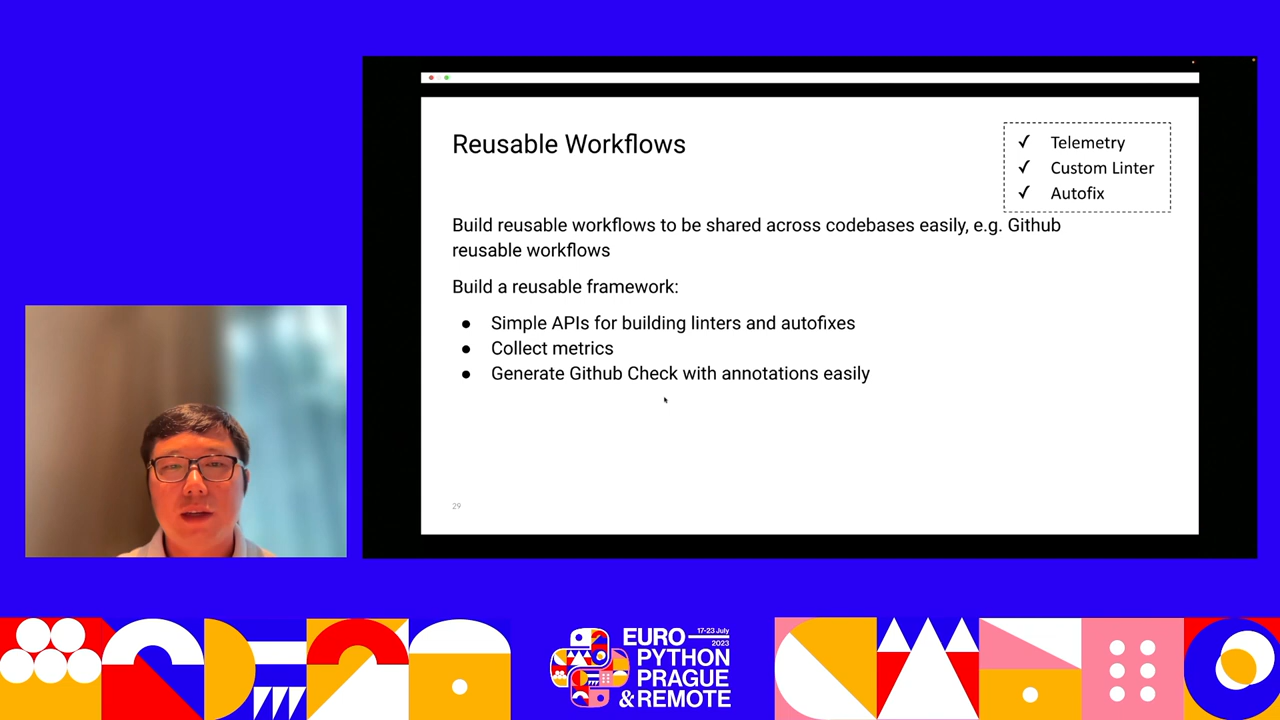 Reusable Workflows
✓ Telemetry
✓ Custom Linter
✓ Autofix
Build reusable workflows to be shared across codebases easily, e.g. Github
reusable workflows
Build a reusable framework:
● Simple APIs for building linters and autofixes
● Collect metrics
● Generate Github Check with annotations easily
29
17-23 July
2023
EURO
PYTHON
PRAGUE
& REMOTE